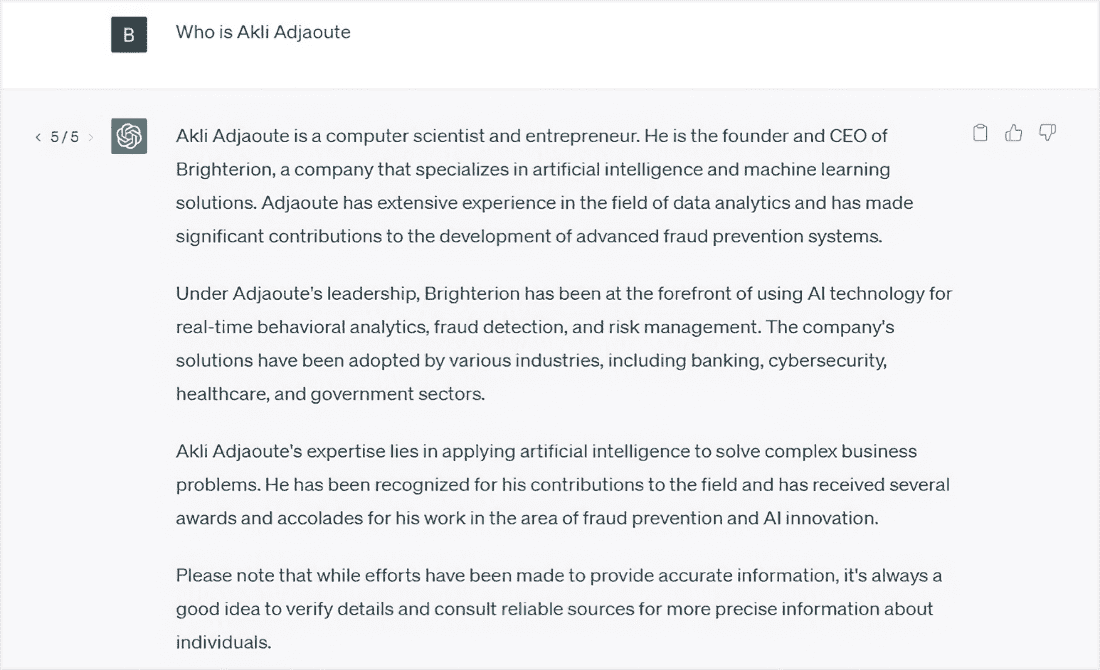 B
Who is Akli Adjaoute
< 5/5 >
Akli Adjaoute is a computer scientist and entrepreneur. He is the founder and CEO of
Brighterion, a company that specializes in artificial intelligence and machine learning
solutions. Adjaoute has extensive experience in the field of data analytics and has made
significant contributions to the development of advanced fraud prevention systems.
Under Adjaoute's leadership, Brighterion has been at the forefront of using AI technology for
real-time behavioral analytics, fraud detection, and risk management. The company's
solutions have been adopted by various industries, including banking, cybersecurity,
healthcare, and government sectors.
Akli Adjaoute's expertise lies in applying artificial intelligence to solve complex business
problems. He has been recognized for his contributions to the field and has received several
awards and accolades for his work in the area of fraud prevention and AI innovation.
Please note that while efforts have been made to provide accurate information, it's always a
good idea to verify details and consult reliable sources for more precise information about
individuals.